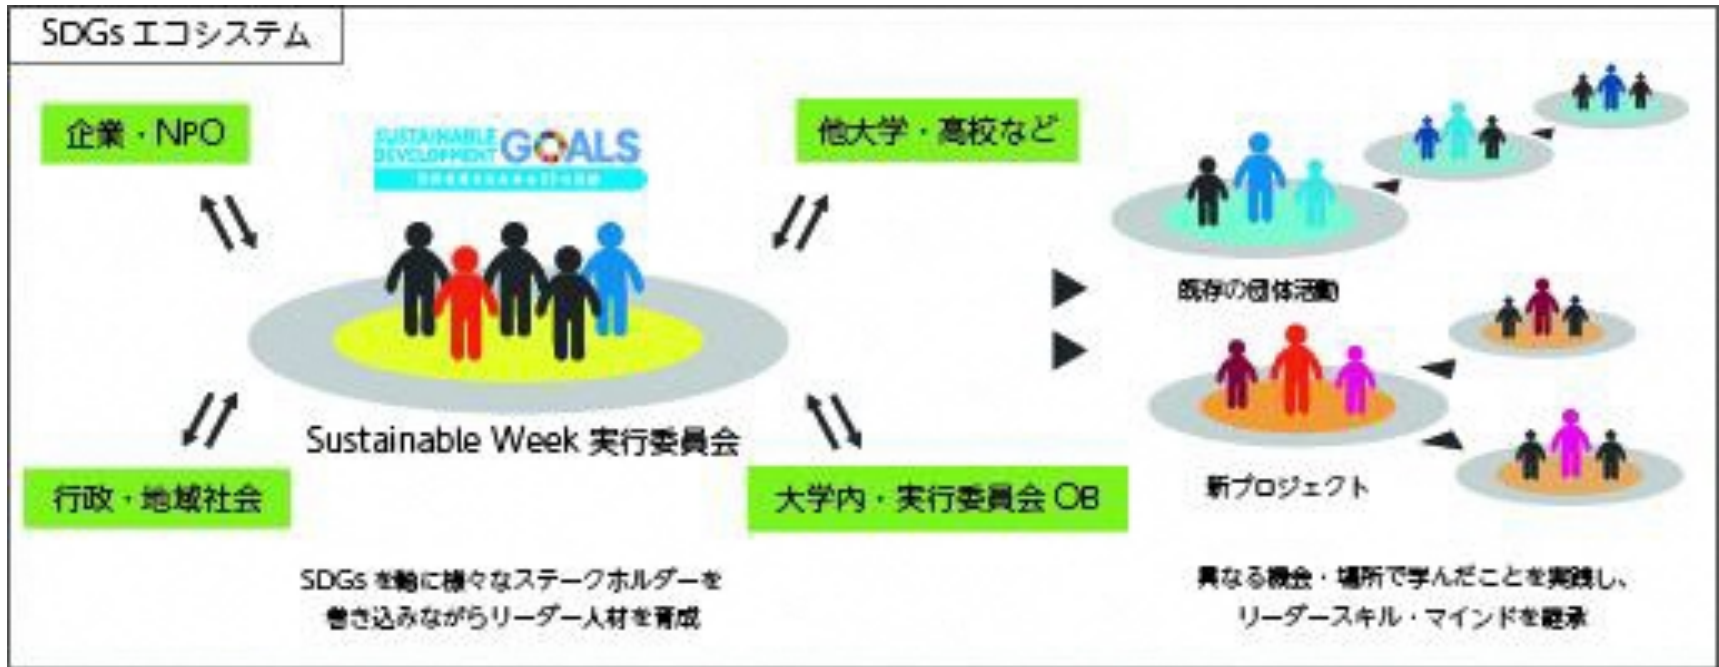 SDGs エコシステム
企業・NPO
SUSTAINABLE
DEVELOPMENT GOALS
他大学・高校など
Sustainable Week 実行委員会
行政・地域社会
大学内・実行委員会 OB
SDGs を軸に様々なステークホルダーを
巻き込みながらリーダー人材を育成
既存の団体活動
新プロジェクト
異なる機会・場所で学んだことを実践し、
リーダースキル・マインドを継承